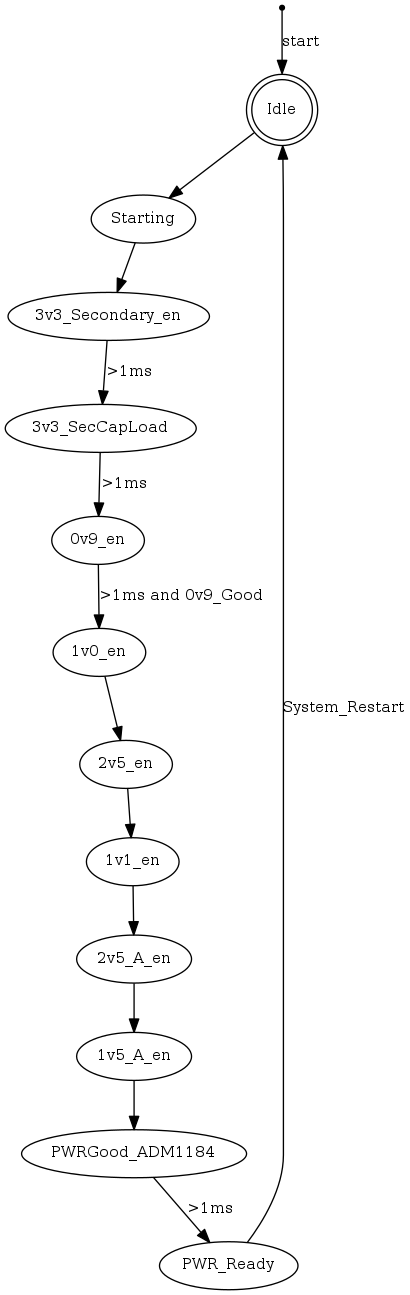 start
Idle
Starting
3v3_Secondary_en
>1ms
3v3_SecCapLoad
>1ms
0v9_en
>1ms and 0v9_Good
1v0_en
System_Restart
2v5_en
1v1_en
2v5_A_en
1v5_A_en
PWRGood_ADM1184
>1ms
PWR_Ready